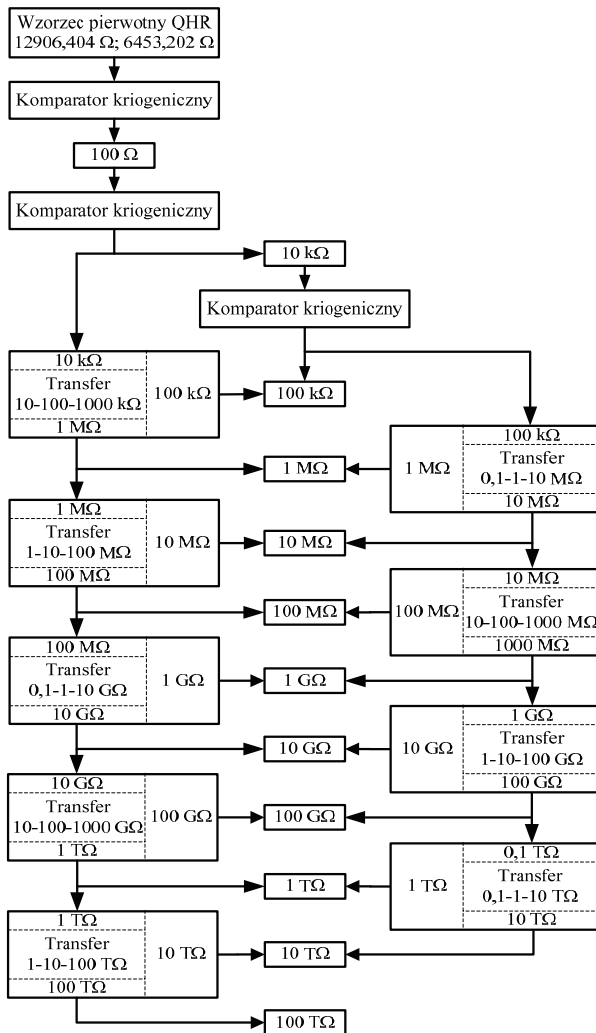 Wzorzec pierwotny QHR
12906,404 Ω; 6453,202 Ω
Komparator kriogeniczny
100 Ω
Komparator kriogeniczny
10 kΩ
Komparator kriogeniczny
10 kΩ
Transfer
10-100-1000 kΩ
1 MΩ
100 kΩ
100 kΩ
100 kΩ
Transfer
0,1-1-10 MΩ
10 MΩ
1 MΩ
1 MΩ
1 MΩ
Transfer
1-10-100 MΩ
100 MΩ
10 MΩ
10 MΩ
10 MΩ
Transfer
10-100-1000 MΩ
1000 MΩ
100 MΩ
100 MΩ
100 MΩ
Transfer
0,1-1-10 GΩ
10 GΩ
1 GΩ
1 GΩ
1 GΩ
Transfer
1-10-100 GΩ
100 GΩ
10 GΩ
10 GΩ
10 GΩ
Transfer
10-100-1000 GΩ
1 TΩ
100 GΩ
100 GΩ
0,1 TΩ
Transfer
0,1-1-10 TΩ
10 TΩ
1 TΩ
1 TΩ
1 TΩ
Transfer
1-10-100 TΩ
100 TΩ
10 TΩ
10 TΩ
100 TΩ